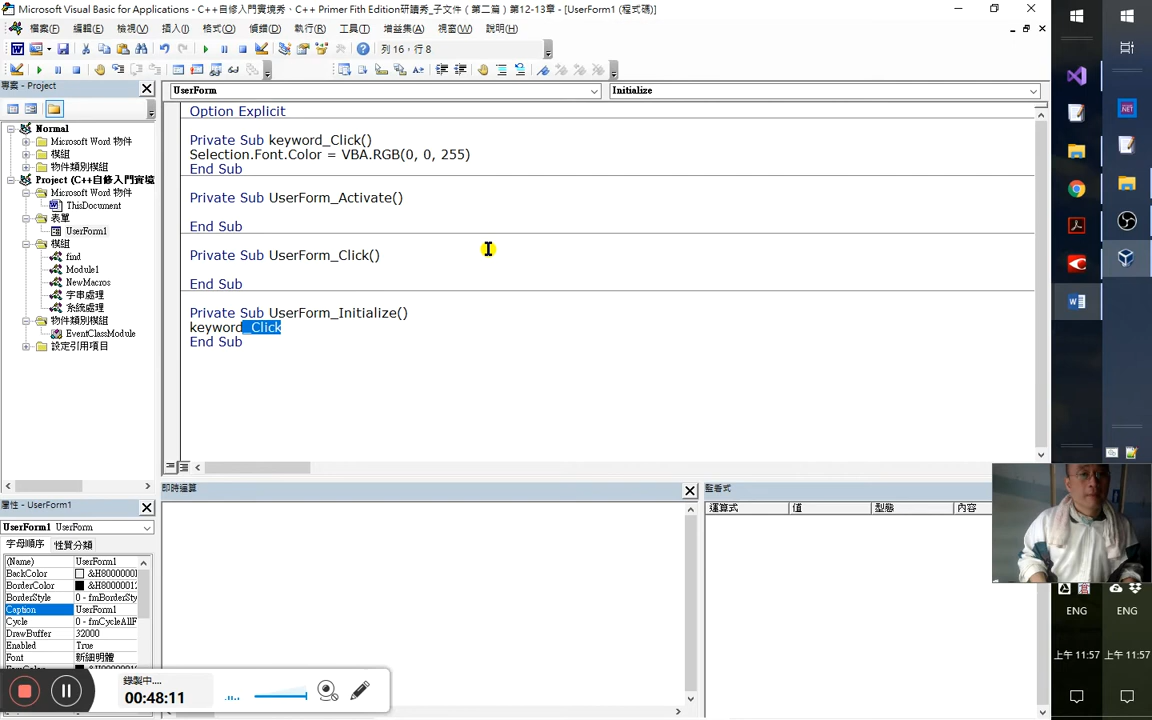 Microsoft Visual Basic for Applications - C++自修入門實境秀、C++ Primer Fith Edition研讀秀_子文件（第二篇）第12-13章 - [UserForm1 (程式碼)]
檔案(F) 編輯(E) 檢視(V) 插入(I) 格式(O) 偵錯(D) 執行(R) 工具(T) 增益集(A) 視窗(W) 說明(H)
列 16，行 8
專案 - Project
UserForm
Initialize
Normal
Microsoft Word 物件
模組
物件類別模組
Project (C++自修入門實境
Microsoft Word 物件
ThisDocument
表單
UserForm1
模組
find
Module1
NewMacros
字串處理
系統處理
物件類別模組
EventClassModule
設定引用項目
Option Explicit
Private Sub keyword_Click()
Selection.Font.Color = VBA.RGB(0, 0, 255)
End Sub
Private Sub UserForm_Activate()
End Sub
Private Sub UserForm_Click()
End Sub
Private Sub UserForm_Initialize()
keyword_Click
End Sub
屬性 - UserForm1
UserForm1 UserForm
字母順序 性質分類
(Name) UserForm1
BackColor &H8000000
BorderColor &H8000001
BorderStyle 0 - fmBorderSty
Caption UserForm1
Cycle 0 - fmCycleAllF
DrawBuffer 32000
Enabled True
Font 新細明體
即時運算
監看式
運算式 值 型態 內容
錄製中....
00:48:11
.NET
ENG ENG
上午 11:57 上午 11:57